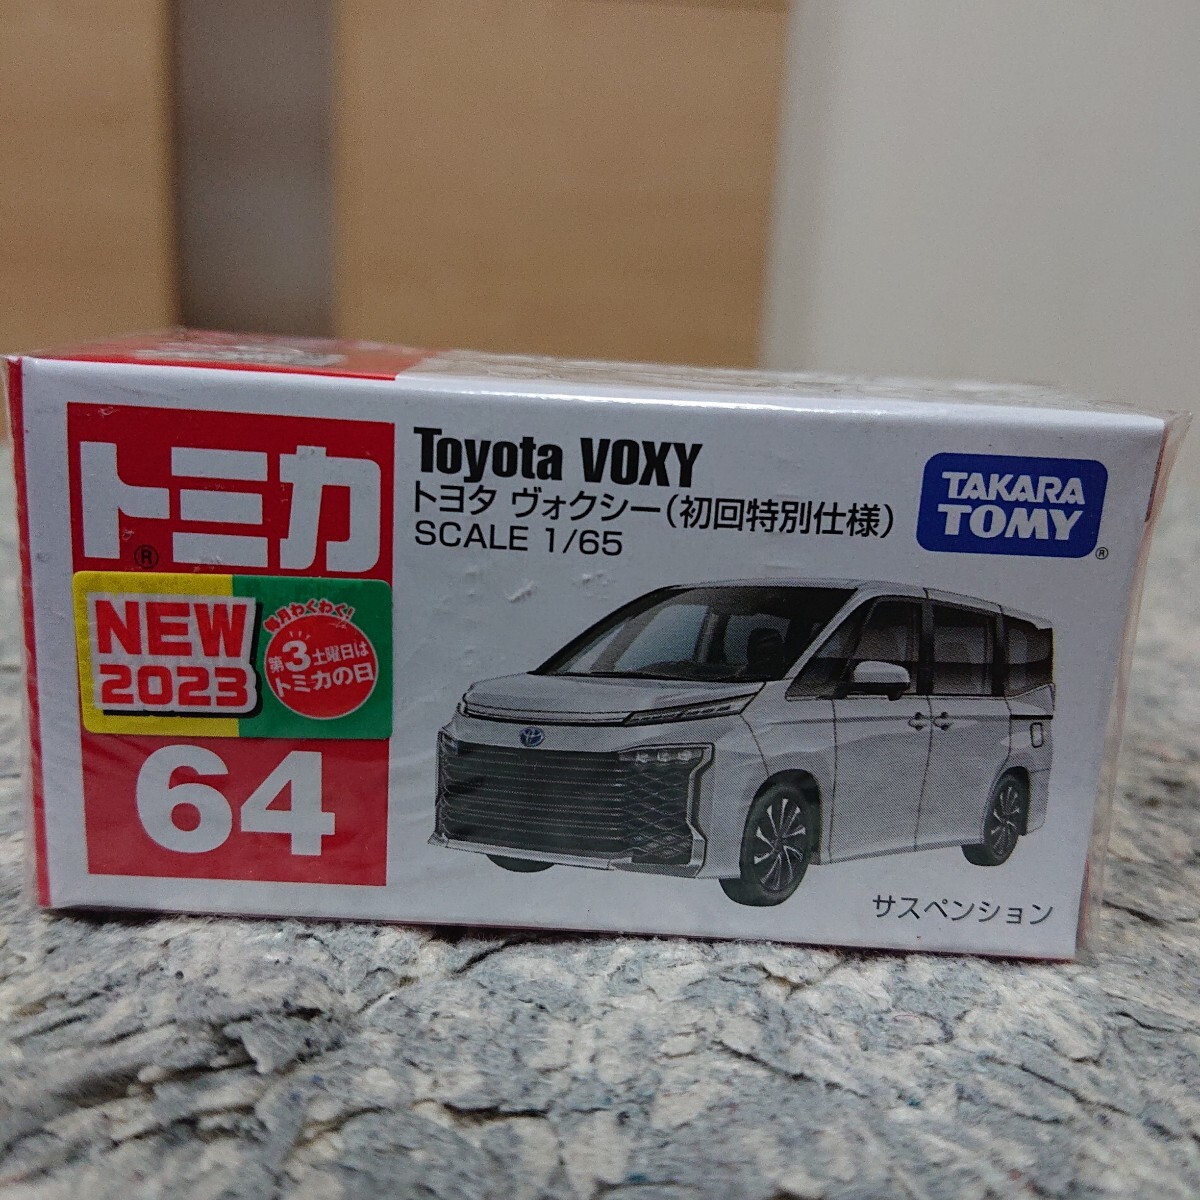 トミカ
®
NEW
2023
毎月わくわく!
第3土曜日は
トミカの日
64
Toyota VOXY
トヨタ ヴォクシー(初回特別仕様)
SCALE 1/65
TAKARA
TOMY
®
サスペンション